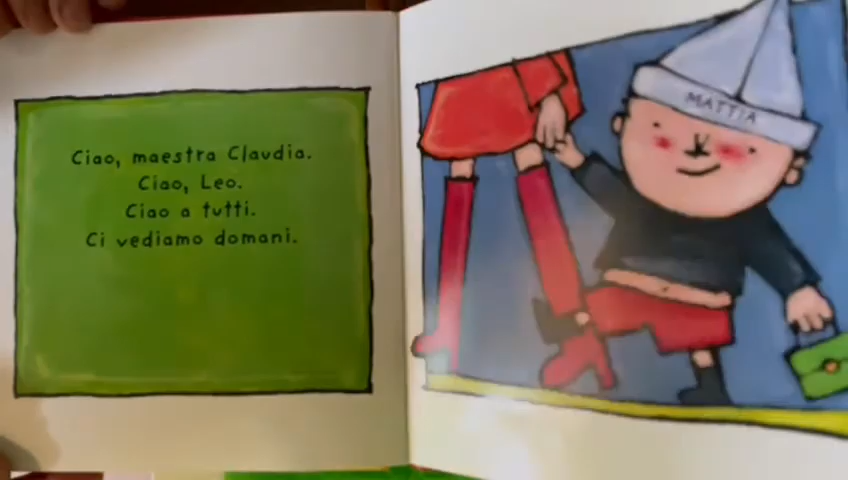 Ciao, maestra Claudia.
Ciao, Leo.
Ciao a tutti.
Ci vediamo domani.
MATTIA